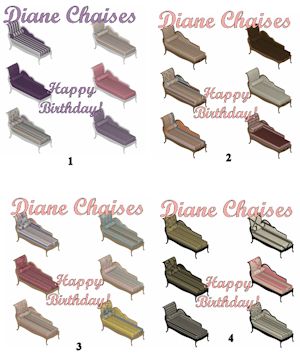 Diane Chaises
Happy
Birthday!
1
Diane Chaises
Happy
Birthday!
2
Diane Chaises
Happy
Birthday!
3
Diane Chaises
Happy
Birthday!
4